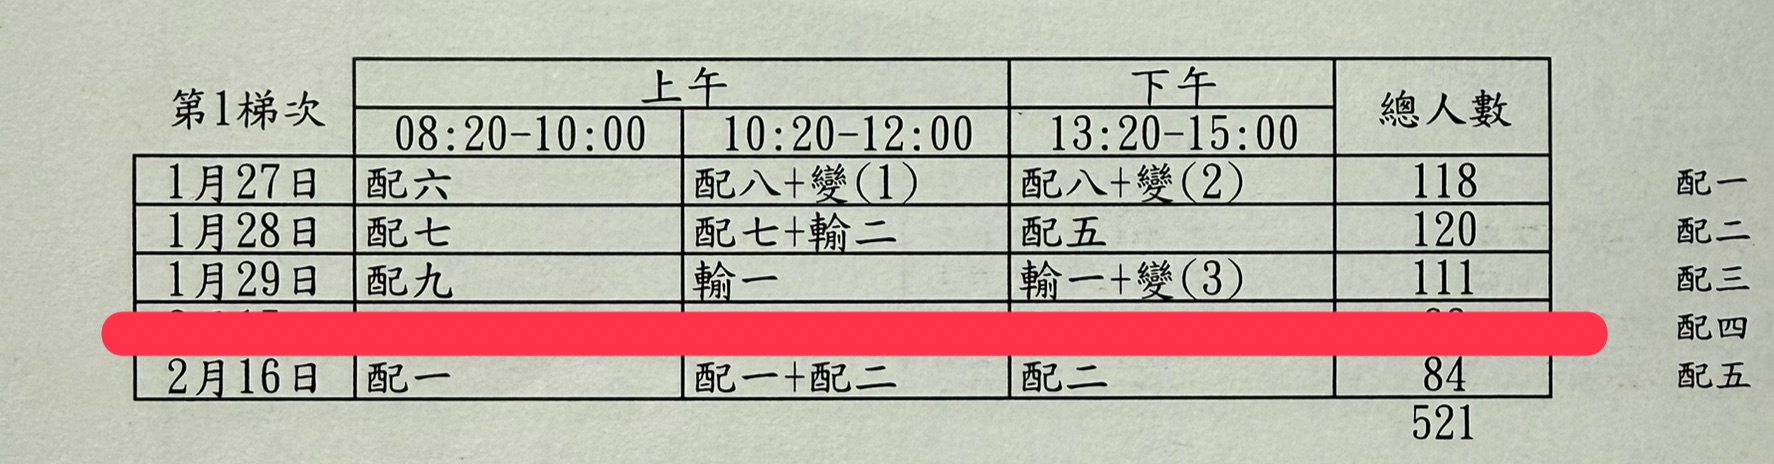 第1梯次 上午 下午 總人數
08:20-10:00 10:20-12:00 13:20-15:00
1月27日 配六 配八+變(1) 配八+變(2) 118 配一
1月28日 配七 配七+輸二 配五 120 配二
1月29日 配九 輸一 輸一+變(3) 111 配三
配四
2月16日 配一 配一+配二 配二 84 配五
521